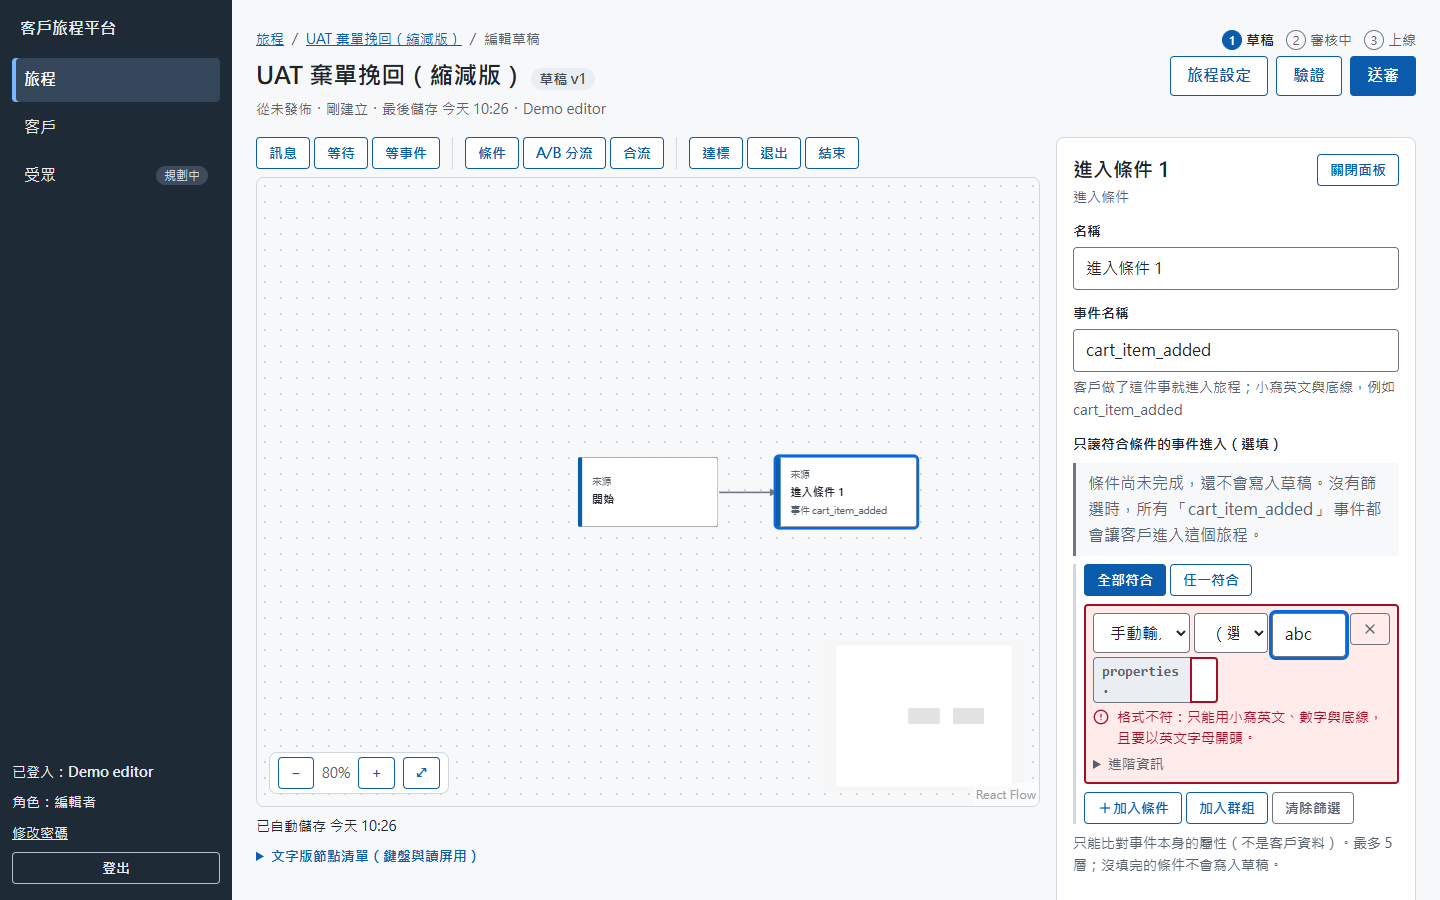 客戶旅程平台
旅程
客戶
受眾 規劃中
已登入：Demo editor
角色：編輯者
修改密碼
登出
旅程 / UAT 棄單挽回（縮減版） / 編輯草稿
UAT 棄單挽回（縮減版） 草稿 v1
從未發佈 · 剛建立 · 最後儲存 今天 10:26 · Demo editor
1 草稿 2 審核中 3 上線
旅程設定 驗證 送審
訊息 等待 等事件 條件 A/B 分流 合流 達標 退出 結束
來源
開始
來源
進入條件 1
事件 cart_item_added
− 80% +
React Flow
已自動儲存 今天 10:26
文字版節點清單（鍵盤與讀屏用）
進入條件 1 關閉面板
進入條件
名稱
進入條件 1
事件名稱
cart_item_added
客戶做了這件事就進入旅程；小寫英文與底線，例如
cart_item_added
只讓符合條件的事件進入（選填）
條件尚未完成，還不會寫入草稿。沒有篩
選時，所有「cart_item_added」事件都
會讓客戶進入這個旅程。
全部符合 任一符合
手動輸 （選 abc ×
properties
.
格式不符：只能用小寫英文、數字與底線，
且要以英文字母開頭。
進階資訊
＋加入條件 加入群組 清除篩選
只能比對事件本身的屬性（不是客戶資料）。最多 5
層；沒填完的條件不會寫入草稿。